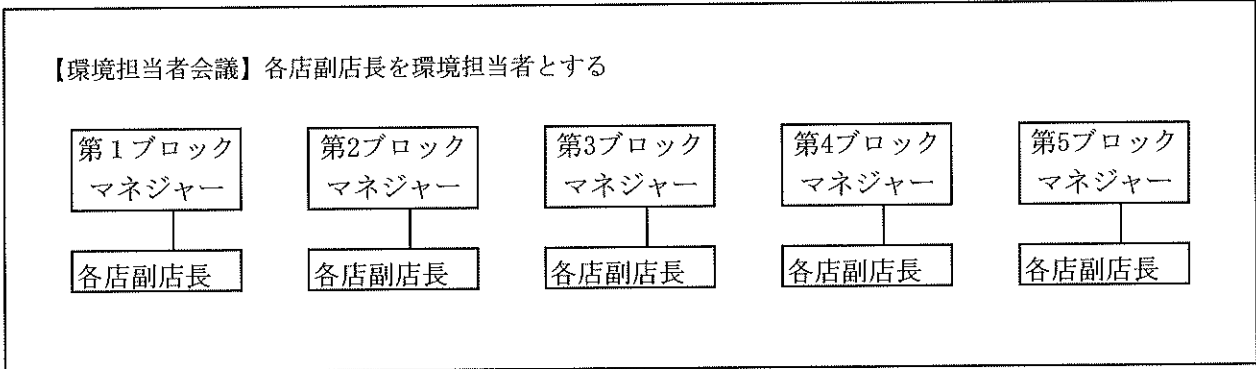 【環境担当者会議】各店副店長を環境担当者とする
第１ブロック
マネジャー
第2ブロック
マネジャー
第3ブロック
マネジャー
第4ブロック
マネジャー
第5ブロック
マネジャー
各店副店長
各店副店長
各店副店長
各店副店長
各店副店長